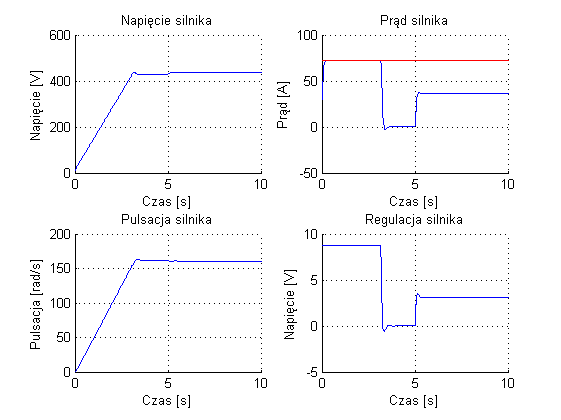 Napięcie silnika
600
400
200
0
Napięcie [V]
0 5 10
Czas [s]
Prąd silnika
100
50
0
-50
Prąd [A]
0 5 10
Czas [s]
Pulsacja silnika
200
150
100
50
0
Pulsacja [rad/s]
0 5 10
Czas [s]
Regulacja silnika
10
5
0
-5
Napięcie [V]
0 5 10
Czas [s]